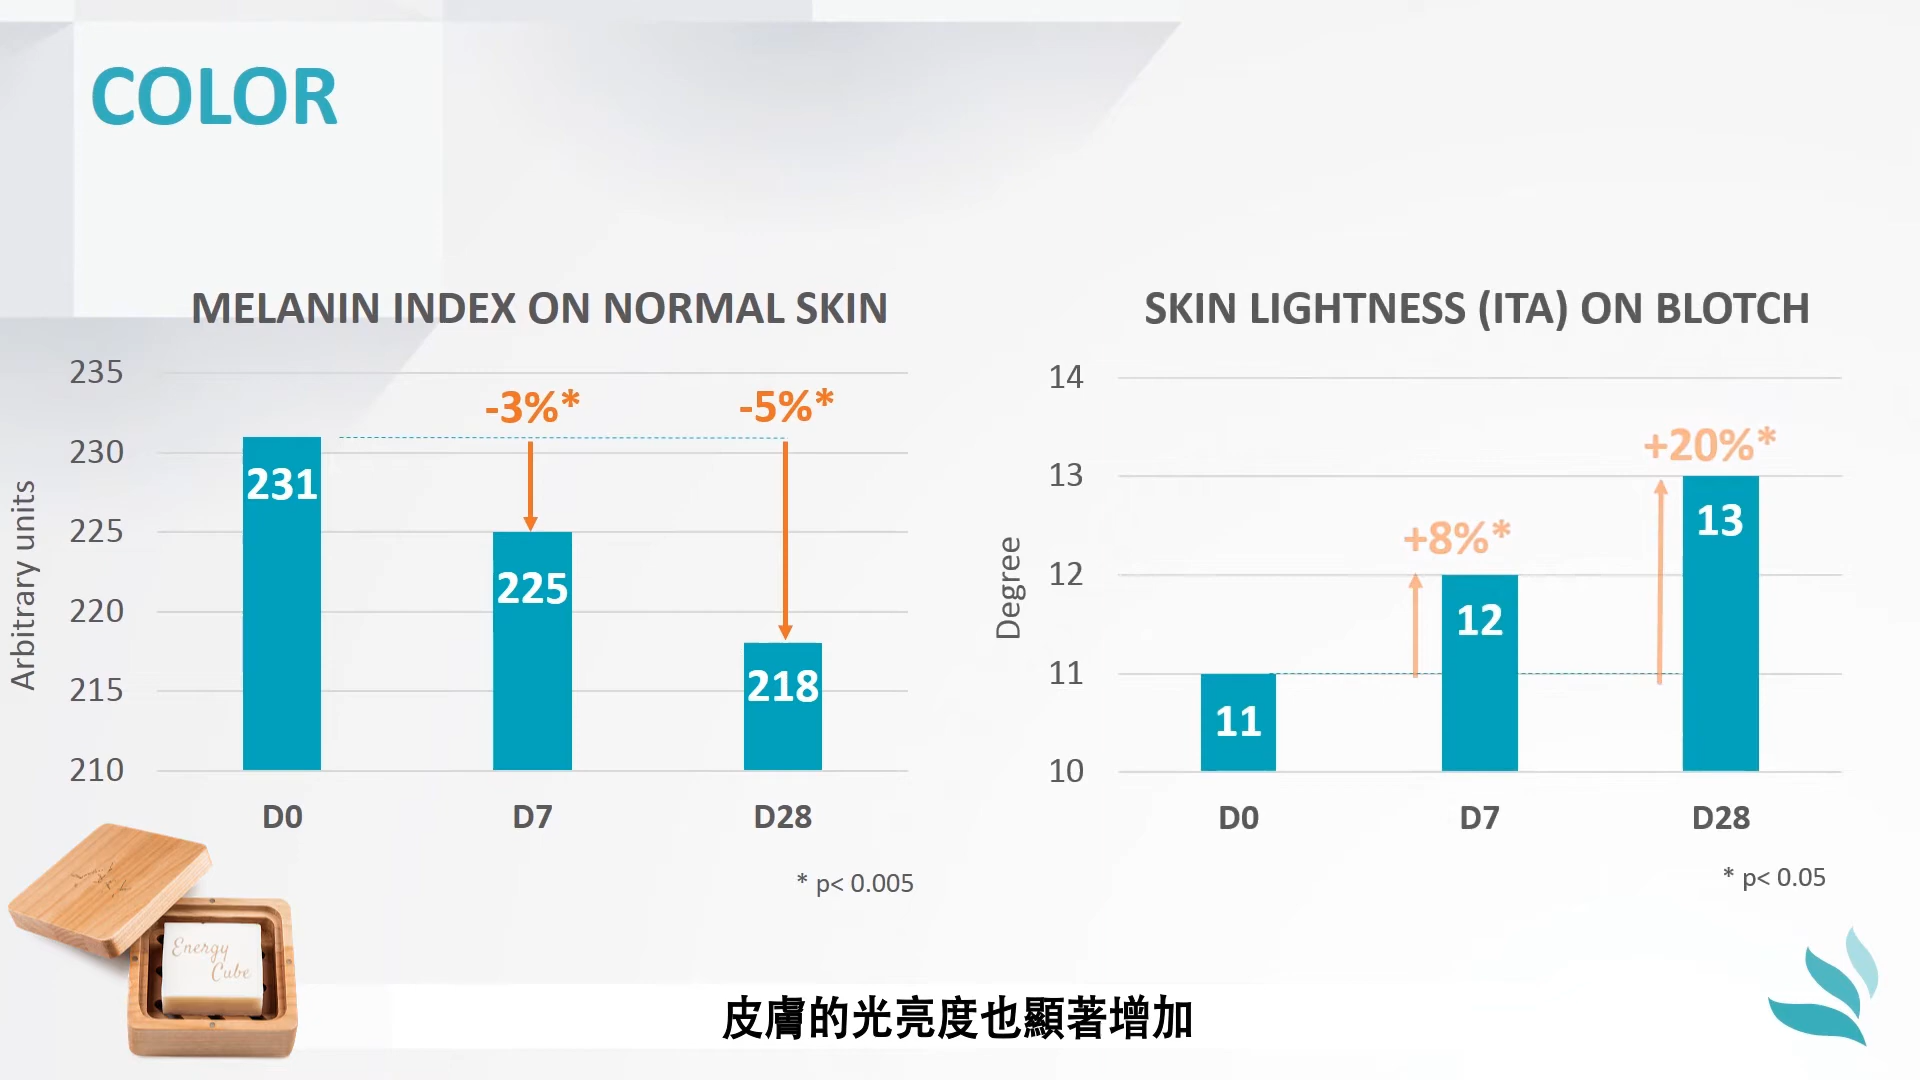 COLOR
MELANIN INDEX ON NORMAL SKIN
Arbitrary units
235
230
225
220
215
210
-3%*
-5%*
231
225
218
D0
D7
D28
* p< 0.005
SKIN LIGHTNESS (ITA) ON BLOTCH
Degree
14
13
12
11
10
+8%*
+20%*
11
12
13
D0
D7
D28
* p< 0.05
Energy
Cube
皮膚的光亮度也顯著增加